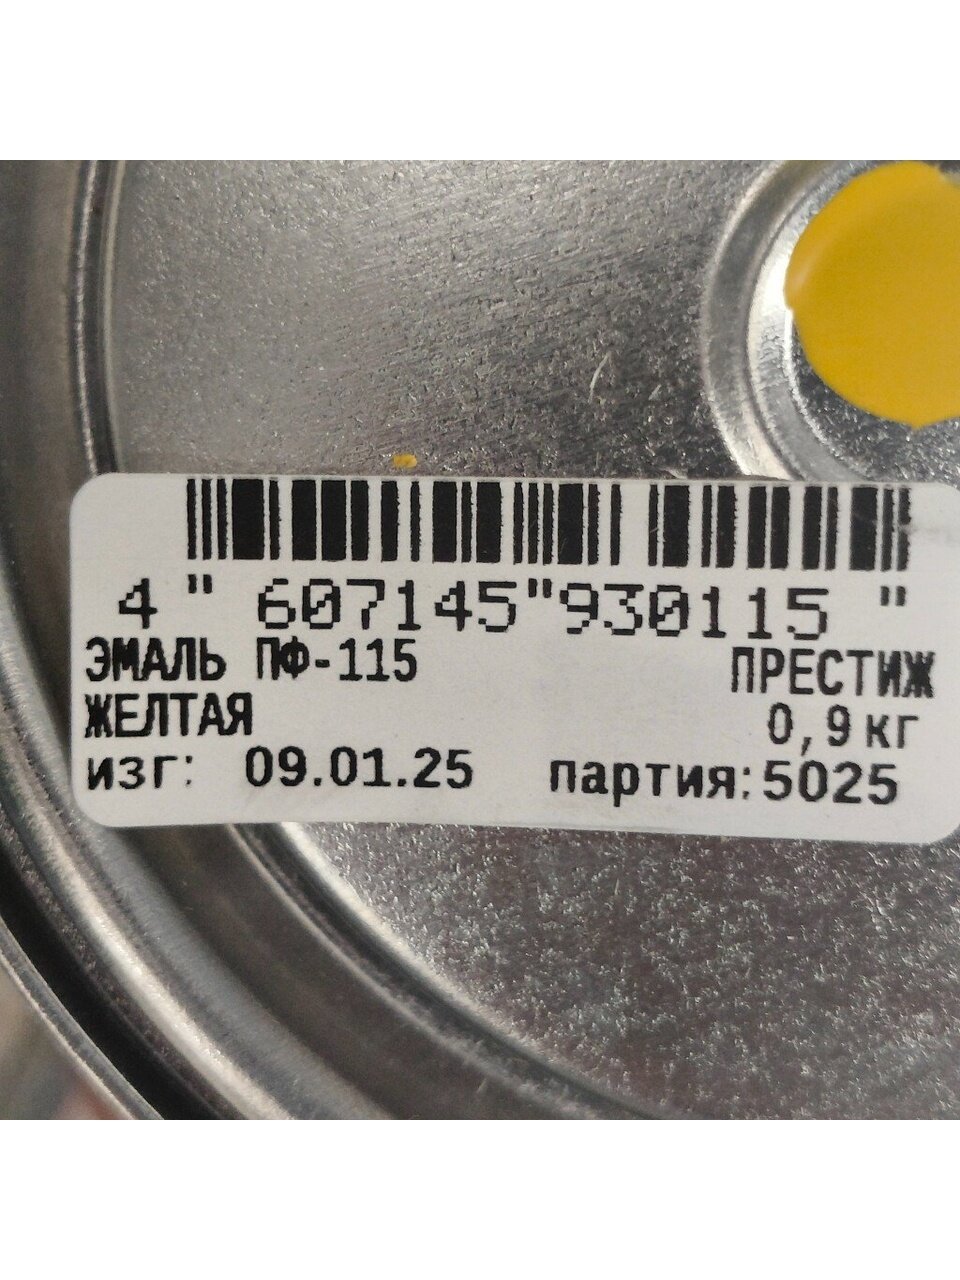 4 " 607145"930115 "
ЭМАЛЬ ПФ-115 ПРЕСТИЖ
ЖЕЛТАЯ 0,9кг
изг: 09.01.25 партия:5025